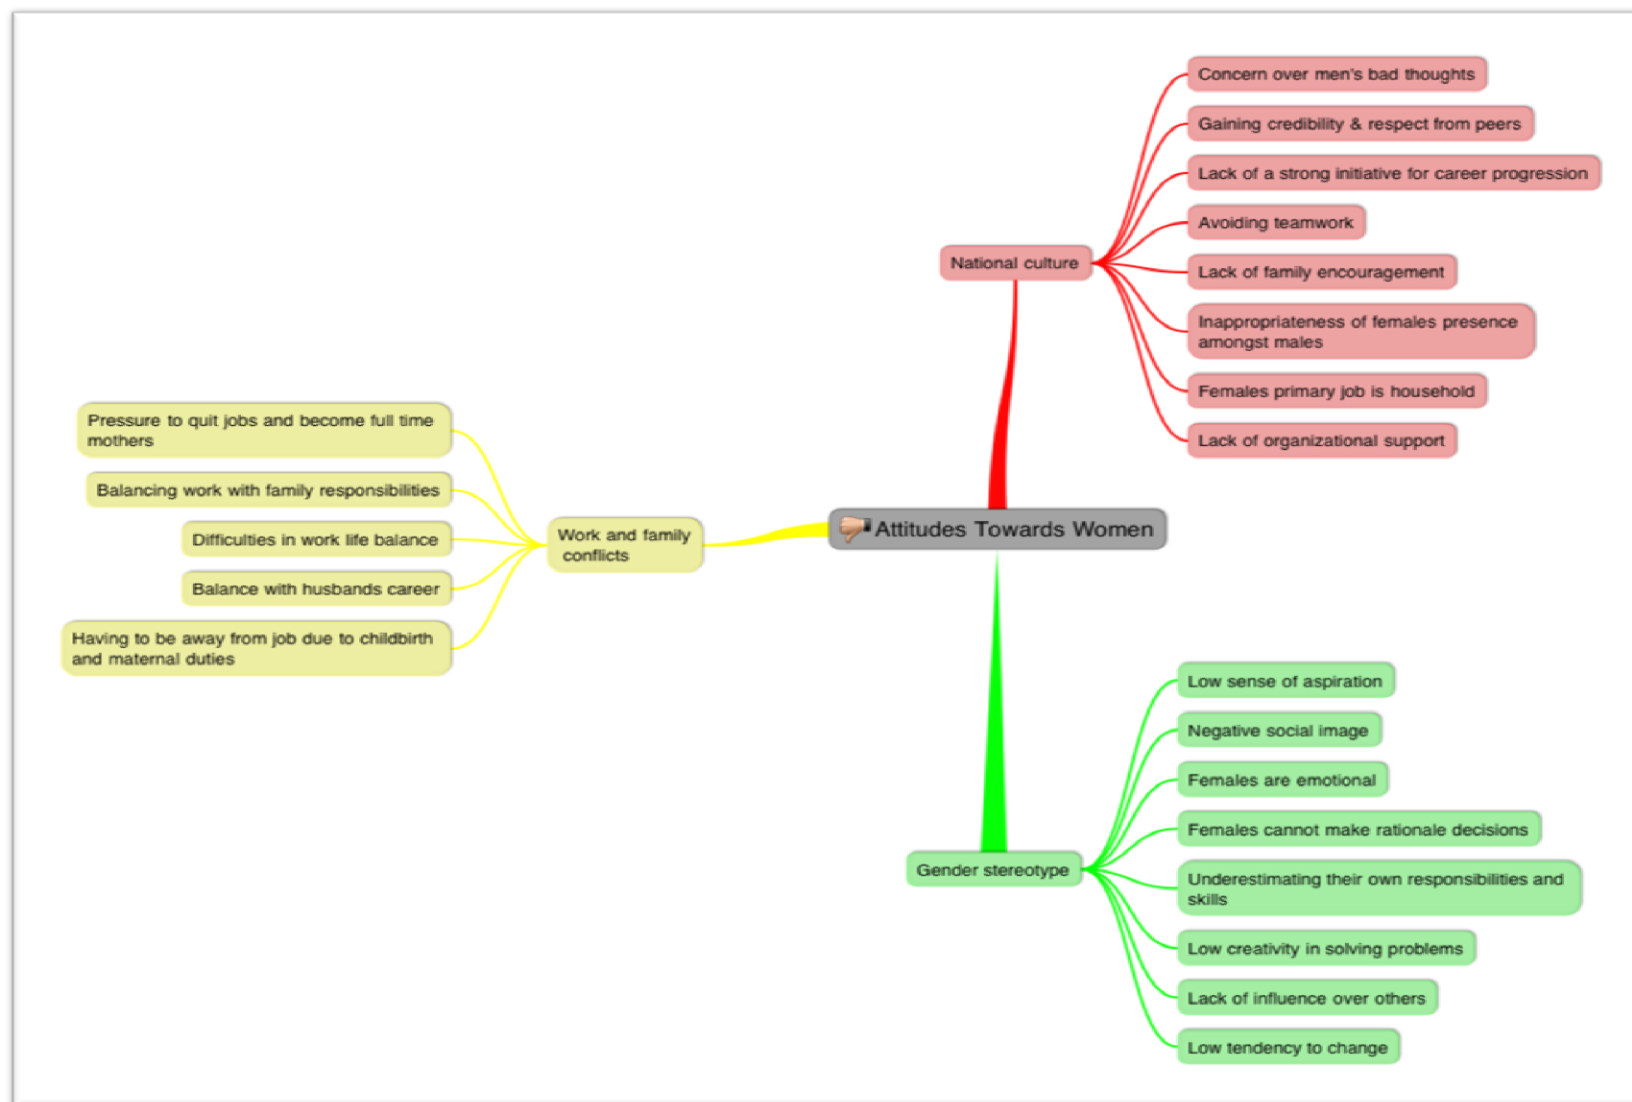 Concern over men's bad thoughts
Gaining credibility & respect from peers
Lack of a strong initiative for career progression
Avoiding teamwork
National culture
Lack of family encouragement
Inappropriateness of females presence
amongst males
Females primary job is household
Lack of organizational support
Pressure to quit jobs and become full time
mothers
Balancing work with family responsibilities
Difficulties in work life balance
Balance with husbands career
Having to be away from job due to childbirth
and maternal duties
Work and family
conflicts
Attitudes Towards Women
Low sense of aspiration
Negative social image
Females are emotional
Females cannot make rationale decisions
Gender stereotype
Underestimating their own responsibilities and
skills
Low creativity in solving problems
Lack of influence over others
Low tendency to change